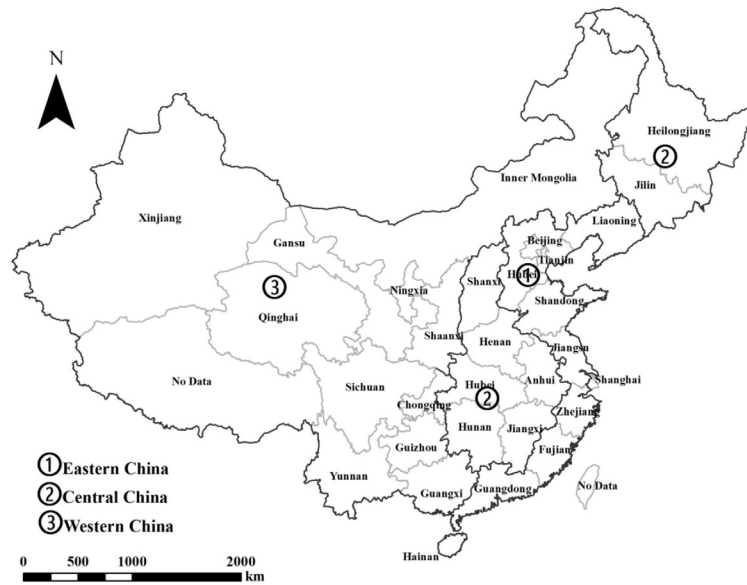 N
Heilongjiang
②
Jilin
Inner Mongolia
Liaoning
Xinjiang
Gansu
Beijing
Tianjin
Hubei
①
Shanxi
③
Ningxia
Qinghai
Shandong
Shaanxi
Henan
Jiangsu
No Data
Sichuan
Hubei
②
Anhui
Shanghai
Chongqing
Zhejiang
Hunan
Jiangxi
Guizhou
Fujian
Yunnan
Guangxi
Guangdong
No Data
Hainan
①Eastern China
②Central China
③Western China
0 500 1000 2000
km